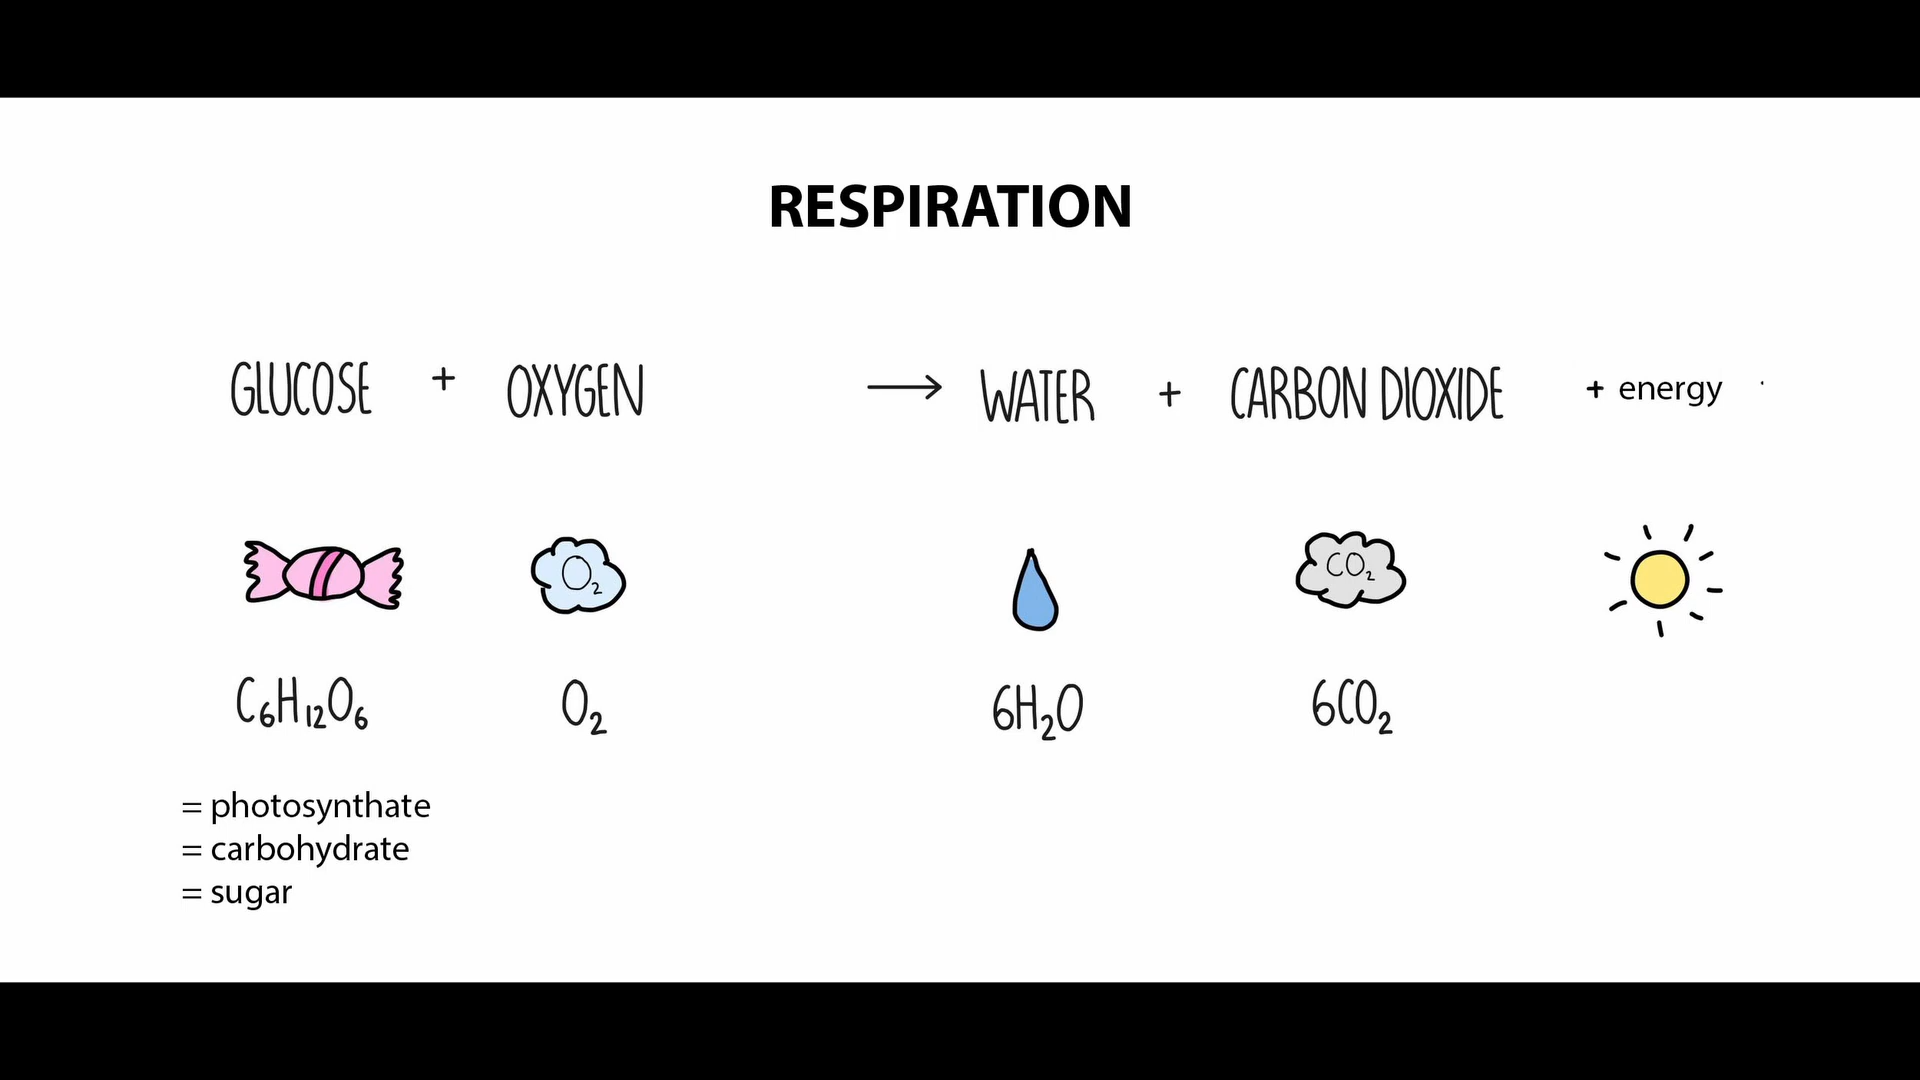 RESPIRATION
GLUCOSE + OXYGEN → WATER + CARBON DIOXIDE + energy
O₂ CO₂
C₆H₁₂O₆ O₂ 6H₂O 6CO₂
= photosynthate
= carbohydrate
= sugar